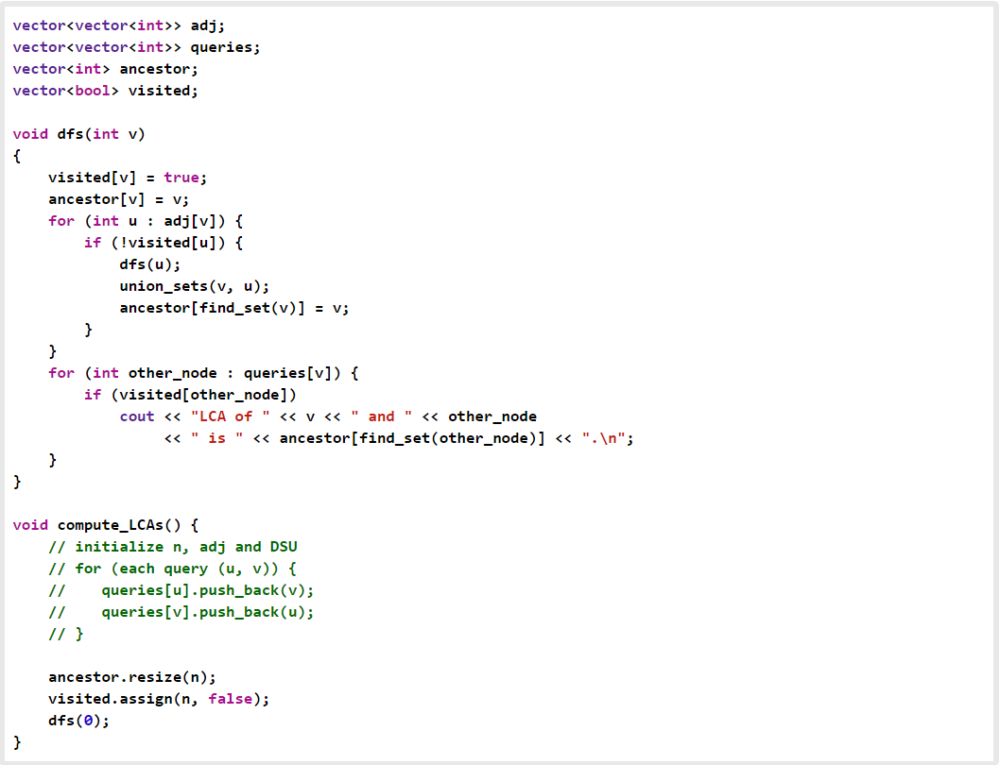 vector<vector<int>> adj;
vector<vector<int>> queries;
vector<int> ancestor;
vector<bool> visited;

void dfs(int v)
{
    visited[v] = true;
    ancestor[v] = v;
    for (int u : adj[v]) {
        if (!visited[u]) {
            dfs(u);
            union_sets(v, u);
            ancestor[find_set(v)] = v;
        }
    }
    for (int other_node : queries[v]) {
        if (visited[other_node])
            cout << "LCA of " << v << " and " << other_node
                 << " is " << ancestor[find_set(other_node)] << ".\n";
    }
}

void compute_LCAs() {
    // initialize n, adj and DSU
    // for (each query (u, v)) {
    //    queries[u].push_back(v);
    //    queries[v].push_back(u);
    // }

    ancestor.resize(n);
    visited.assign(n, false);
    dfs(0);
}